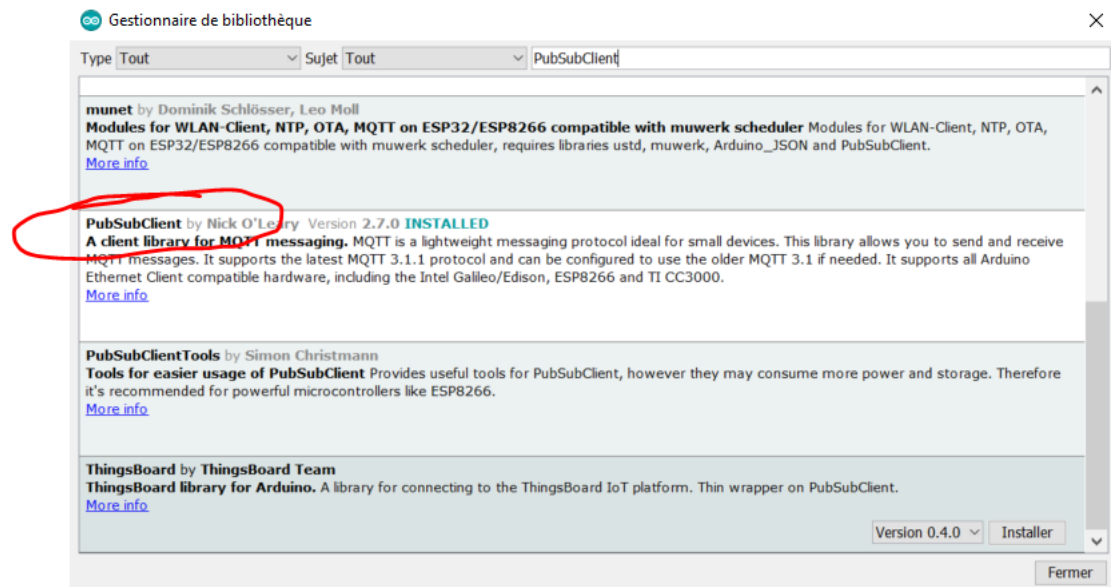 Gestionnaire de bibliothèque
Type Tout Sujet Tout PubSubClient
munet by Dominik Schlösser, Leo Moll
Modules for WLAN-Client, NTP, OTA, MQTT on ESP32/ESP8266 compatible with muwerk scheduler Modules for WLAN-Client, NTP, OTA,
MQTT on ESP32/ESP8266 compatible with muwerk scheduler, requires libraries ustd, muwerk, Arduino_JSON and PubSubClient.
More info
PubSubClient by Nick O'Leary Version 2.7.0 INSTALLED
A client library for MQTT messaging. MQTT is a lightweight messaging protocol ideal for small devices. This library allows you to send and receive
MQTT messages. It supports the latest MQTT 3.1.1 protocol and can be configured to use the older MQTT 3.1 if needed. It supports all Arduino
Ethernet Client compatible hardware, including the Intel Galileo/Edison, ESP8266 and TI CC3000.
More info
PubSubClientTools by Simon Christmann
Tools for easier usage of PubSubClient Provides useful tools for PubSubClient, however they may consume more power and storage. Therefore
it's recommended for powerful microcontrollers like ESP8266.
More info
ThingsBoard by ThingsBoard Team
ThingsBoard library for Arduino. A library for connecting to the ThingsBoard IoT platform. Thin wrapper on PubSubClient.
More info
Version 0.4.0 Installer
Fermer